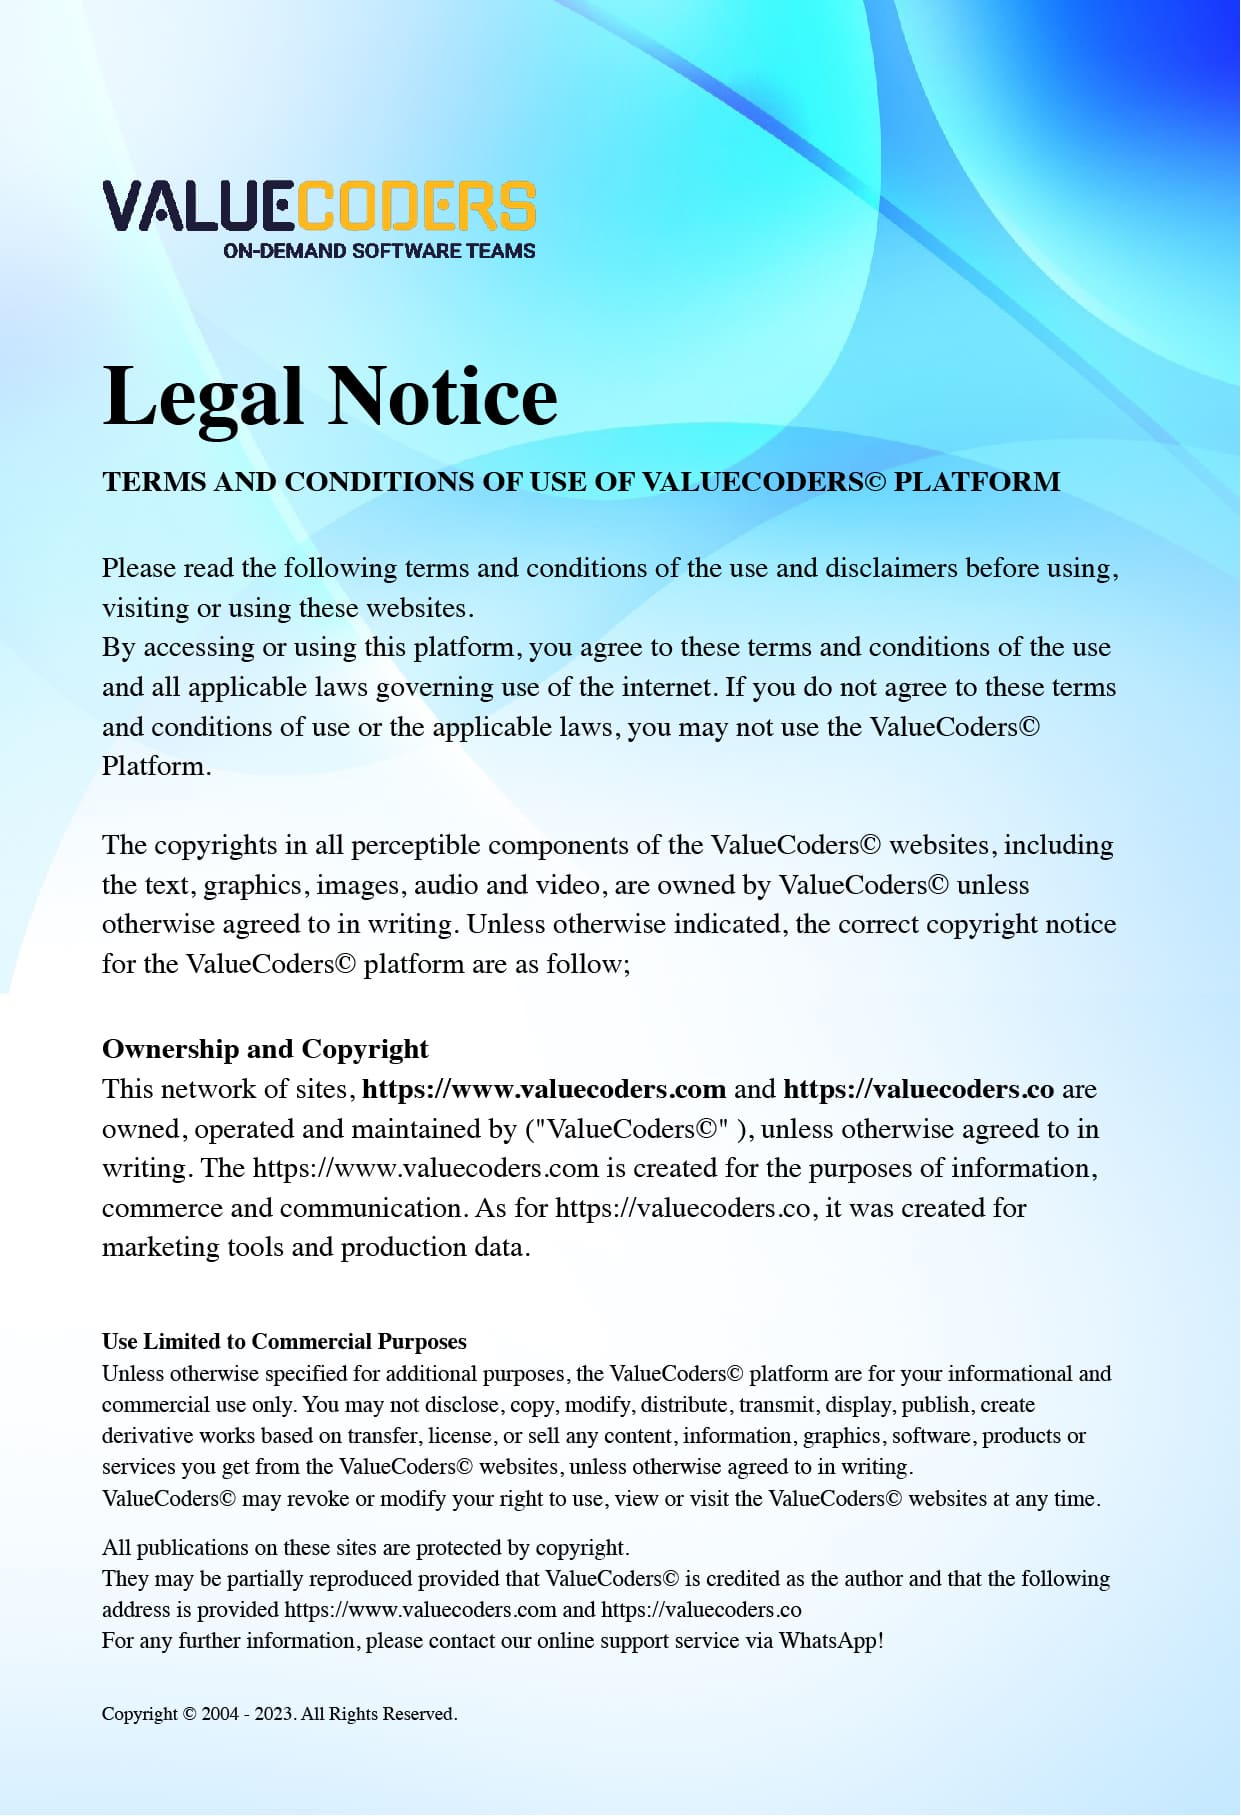 VALUECODERS
ON-DEMAND SOFTWARE TEAMS
Legal Notice
TERMS AND CONDITIONS OF USE OF VALUECODERS© PLATFORM
Please read the following terms and conditions of the use and disclaimers before using,
visiting or using these websites.
By accessing or using this platform, you agree to these terms and conditions of the use
and all applicable laws governing use of the internet. If you do not agree to these terms
and conditions of use or the applicable laws, you may not use the ValueCoders©
Platform.
The copyrights in all perceptible components of the ValueCoders© websites, including
the text, graphics, images, audio and video, are owned by ValueCoders© unless
otherwise agreed to in writing. Unless otherwise indicated, the correct copyright notice
for the ValueCoders© platform are as follow;
Ownership and Copyright
This network of sites, https://www.valuecoders.com and https://valuecoders.co are
owned, operated and maintained by ("ValueCoders©" ), unless otherwise agreed to in
writing. The https://www.valuecoders.com is created for the purposes of information,
commerce and communication. As for https://valuecoders.co, it was created for
marketing tools and production data.
Use Limited to Commercial Purposes
Unless otherwise specified for additional purposes, the ValueCoders© platform are for your informational and
commercial use only. You may not disclose, copy, modify, distribute, transmit, display, publish, create
derivative works based on transfer, license, or sell any content, information, graphics, software, products or
services you get from the ValueCoders© websites, unless otherwise agreed to in writing.
ValueCoders© may revoke or modify your right to use, view or visit the ValueCoders© websites at any time.
All publications on these sites are protected by copyright.
They may be partially reproduced provided that ValueCoders© is credited as the author and that the following
address is provided https://www.valuecoders.com and https://valuecoders.co
For any further information, please contact our online support service via WhatsApp!
Copyright © 2004 - 2023. All Rights Reserved.